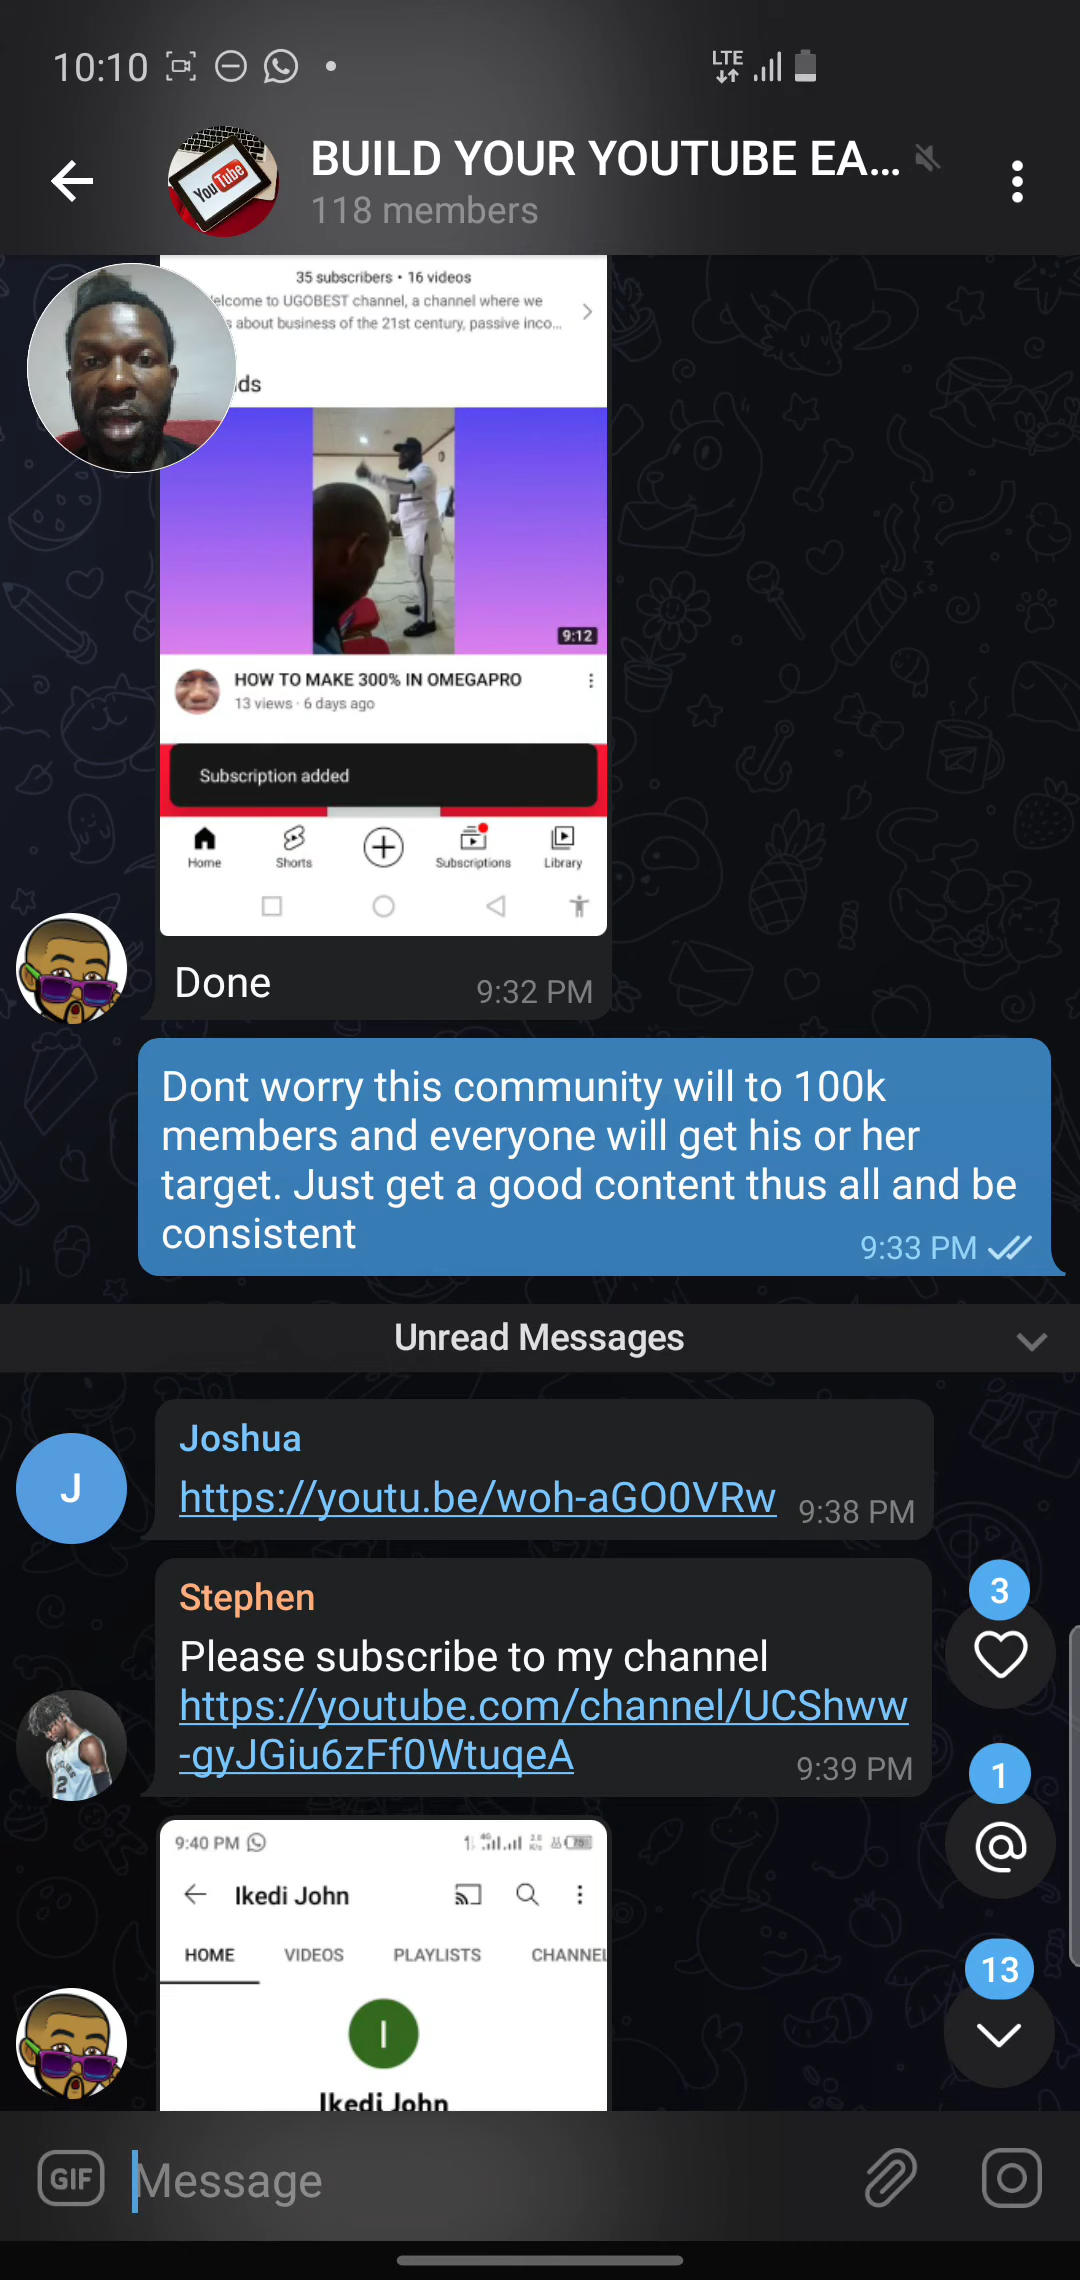 10:10
LTE
BUILD YOUR YOUTUBE EA...
118 members
YouTube
35 subscribers • 16 videos
elcome to UGOBEST channel, a channel where we
s about business of the 21st century, passive inco...
ds
9:12
HOW TO MAKE 300% IN OMEGAPRO
13 views · 6 days ago
Subscription added
Home
Shorts
Subscriptions
Library
Done
9:32 PM
Dont worry this community will to 100k
members and everyone will get his or her
target. Just get a good content thus all and be
consistent
9:33 PM
Unread Messages
J
Joshua
https://youtu.be/woh-aGO0VRw
9:38 PM
Stephen
Please subscribe to my channel
https://youtube.com/channel/UCShww
-gyJGiu6zFf0WtuqeA
9:39 PM
3
1
13
9:40 PM
Ikedi John
HOME VIDEOS PLAYLISTS CHANNEL
I
Ikedi John
GIF
Message